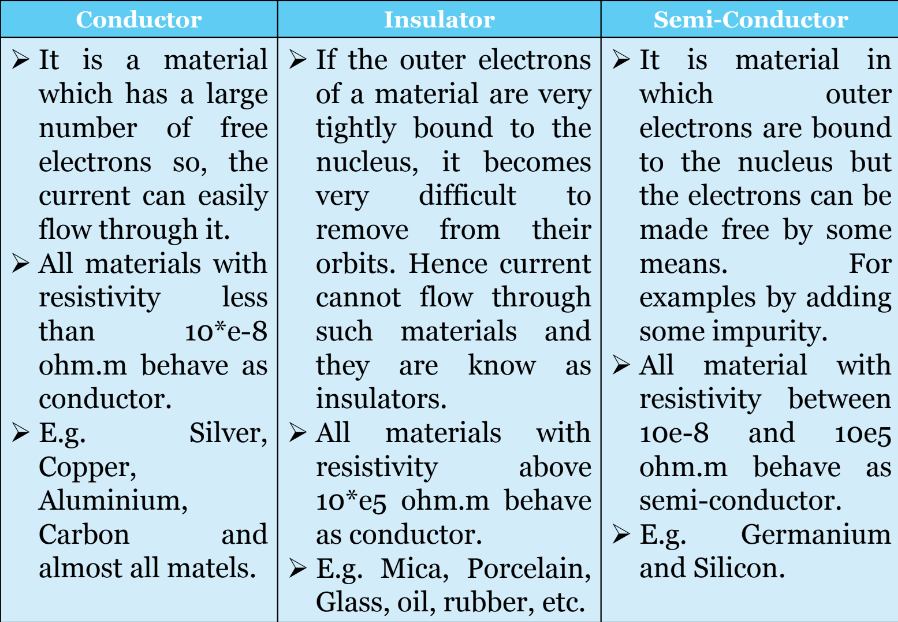 Conductor
Insulator
Semi-Conductor
➤ It is a material
which has a large
number of free
electrons so, the
current can easily
flow through it.
➤ All materials with
resistivity less
than 10*e-8
ohm.m behave as
conductor.
➤ E.g. Silver,
Copper,
Aluminium,
Carbon and
almost all matels.
➤ If the outer electrons
of a material are very
tightly bound to the
nucleus, it becomes
very difficult to
remove from their
orbits. Hence current
cannot flow through
such materials and
they are know as
insulators.
➤ All materials with
resistivity above
10*e5 ohm.m behave
as conductor.
➤ E.g. Mica, Porcelain,
Glass, oil, rubber, etc.
➤ It is material in
which outer
electrons are bound
to the nucleus but
the electrons can be
made free by some
means. For
examples by adding
some impurity.
➤ All material with
resistivity between
10e-8 and 10e5
ohm.m behave as
semi-conductor.
➤ E.g. Germanium
and Silicon.